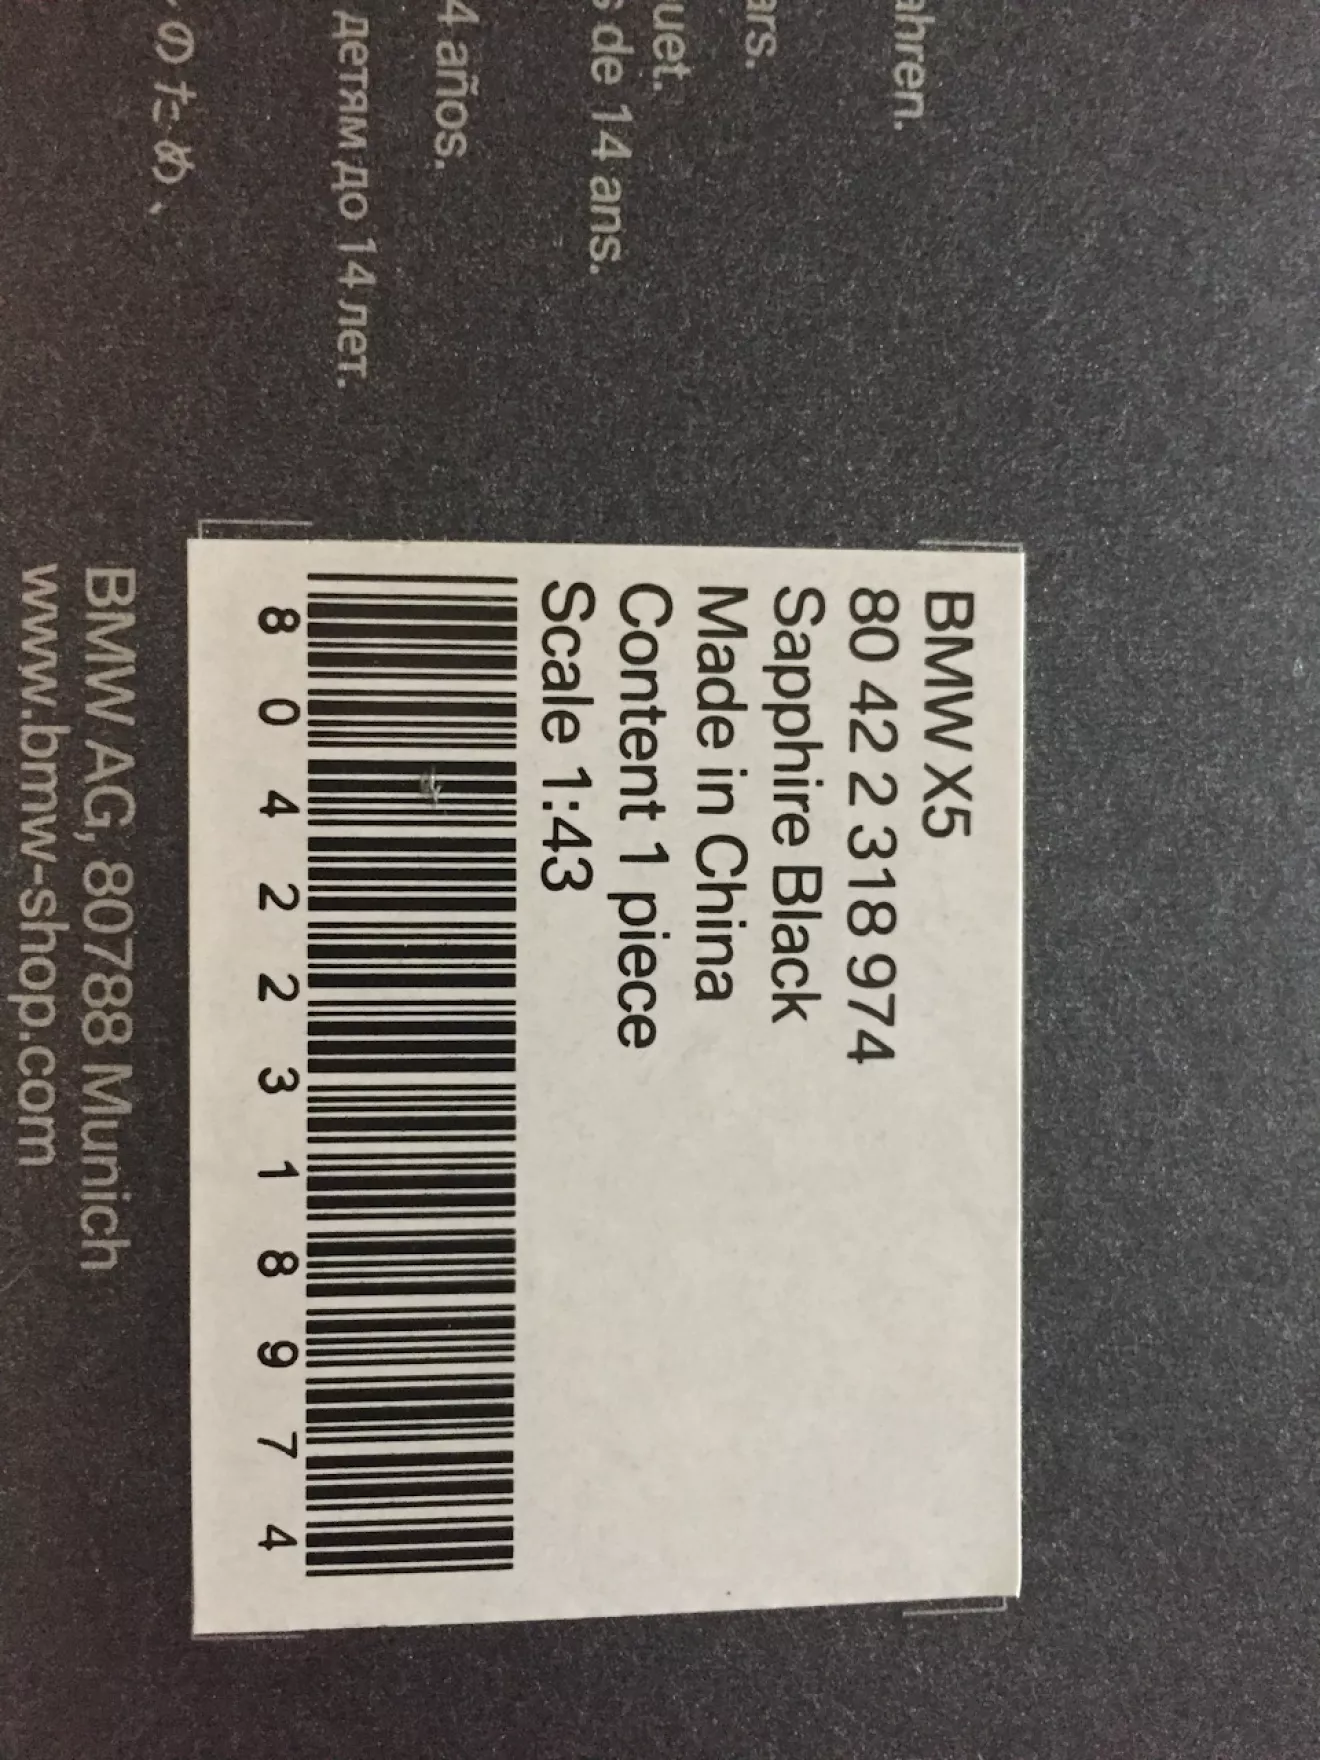 ahren.
ars.
uet.
s de 14 ans.
4 años.
детям до 14 лет.
のため、
BMW X5
80 42 2 318 974
Sapphire Black
Made in China
Content 1 piece
Scale 1:43
8 0 4 2 2 3 1 8 9 7 4
BMW AG, 80788 Munich
www.bmw-shop.com